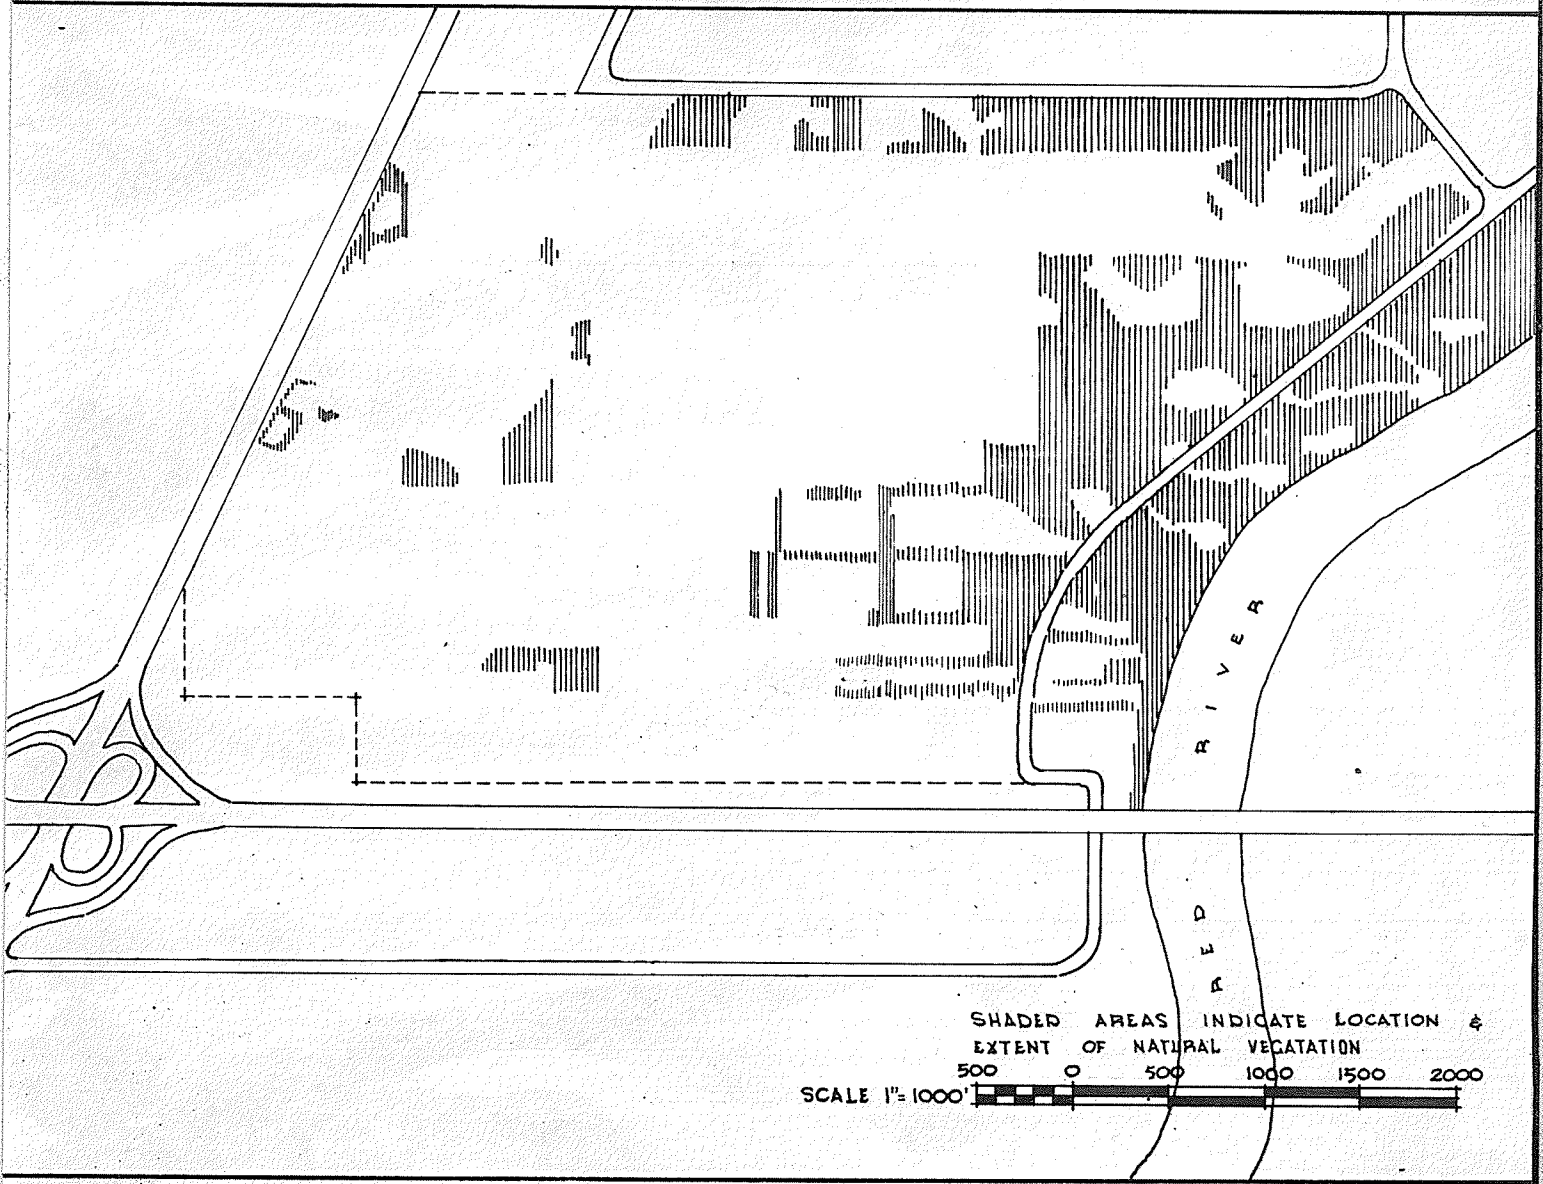 RED RIVER
SHADED AREAS INDICATE LOCATION &
EXTENT OF NATURAL VEGATATION
500 0 500 1000 1500 2000
SCALE 1"=1000'